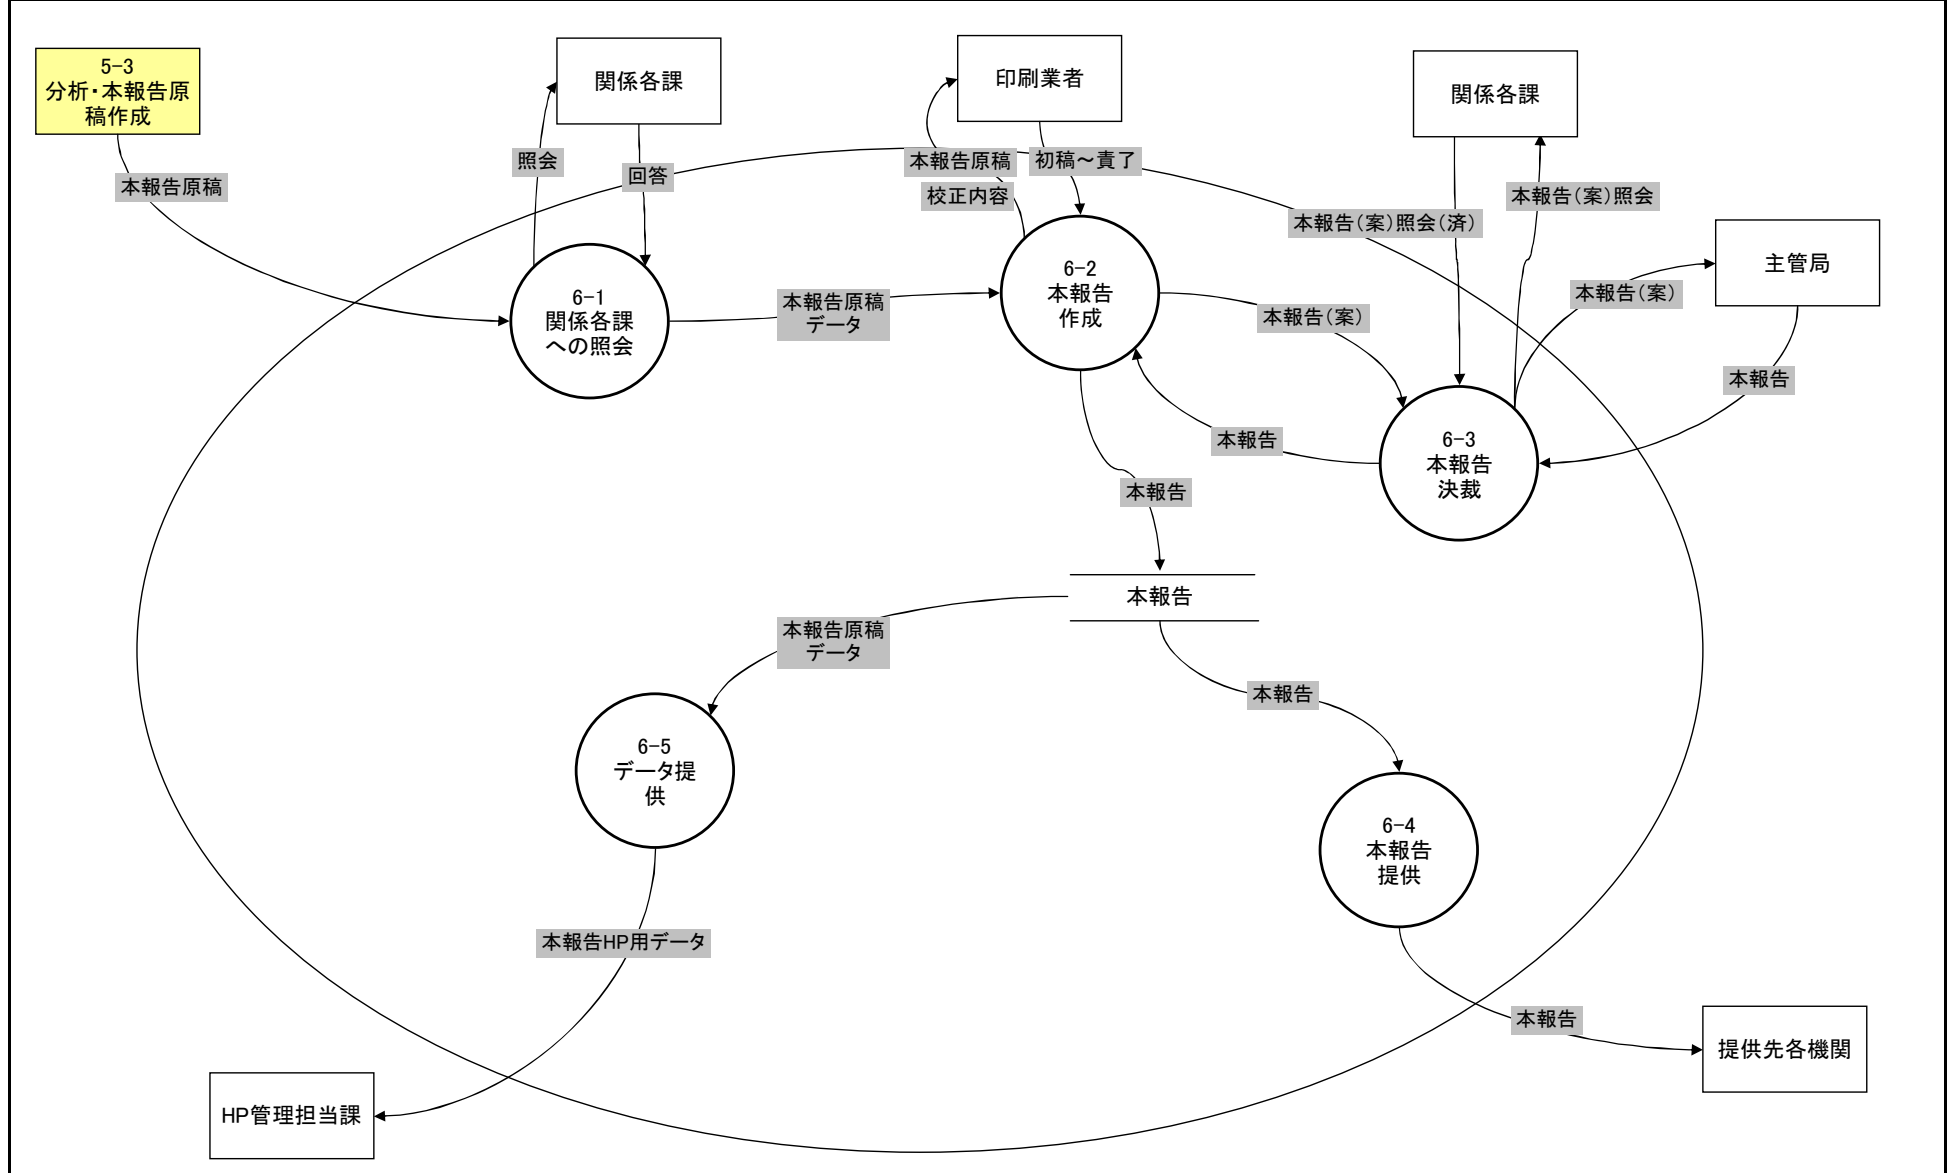 5-3
分析・本報告原
稿作成
関係各課
印刷業者
関係各課
照会
回答
本報告原稿
校正内容
初稿～責了
本報告原稿
本報告(案)照会(済)
本報告(案)照会
主管局
6-1
関係各課
への照会
本報告原稿
データ
6-2
本報告
作成
本報告(案)
本報告(案)
本報告
本報告
6-3
本報告
決裁
本報告
本報告
本報告原稿
データ
本報告
6-5
データ提
供
6-4
本報告
提供
本報告HP用データ
本報告
提供先各機関
HP管理担当課